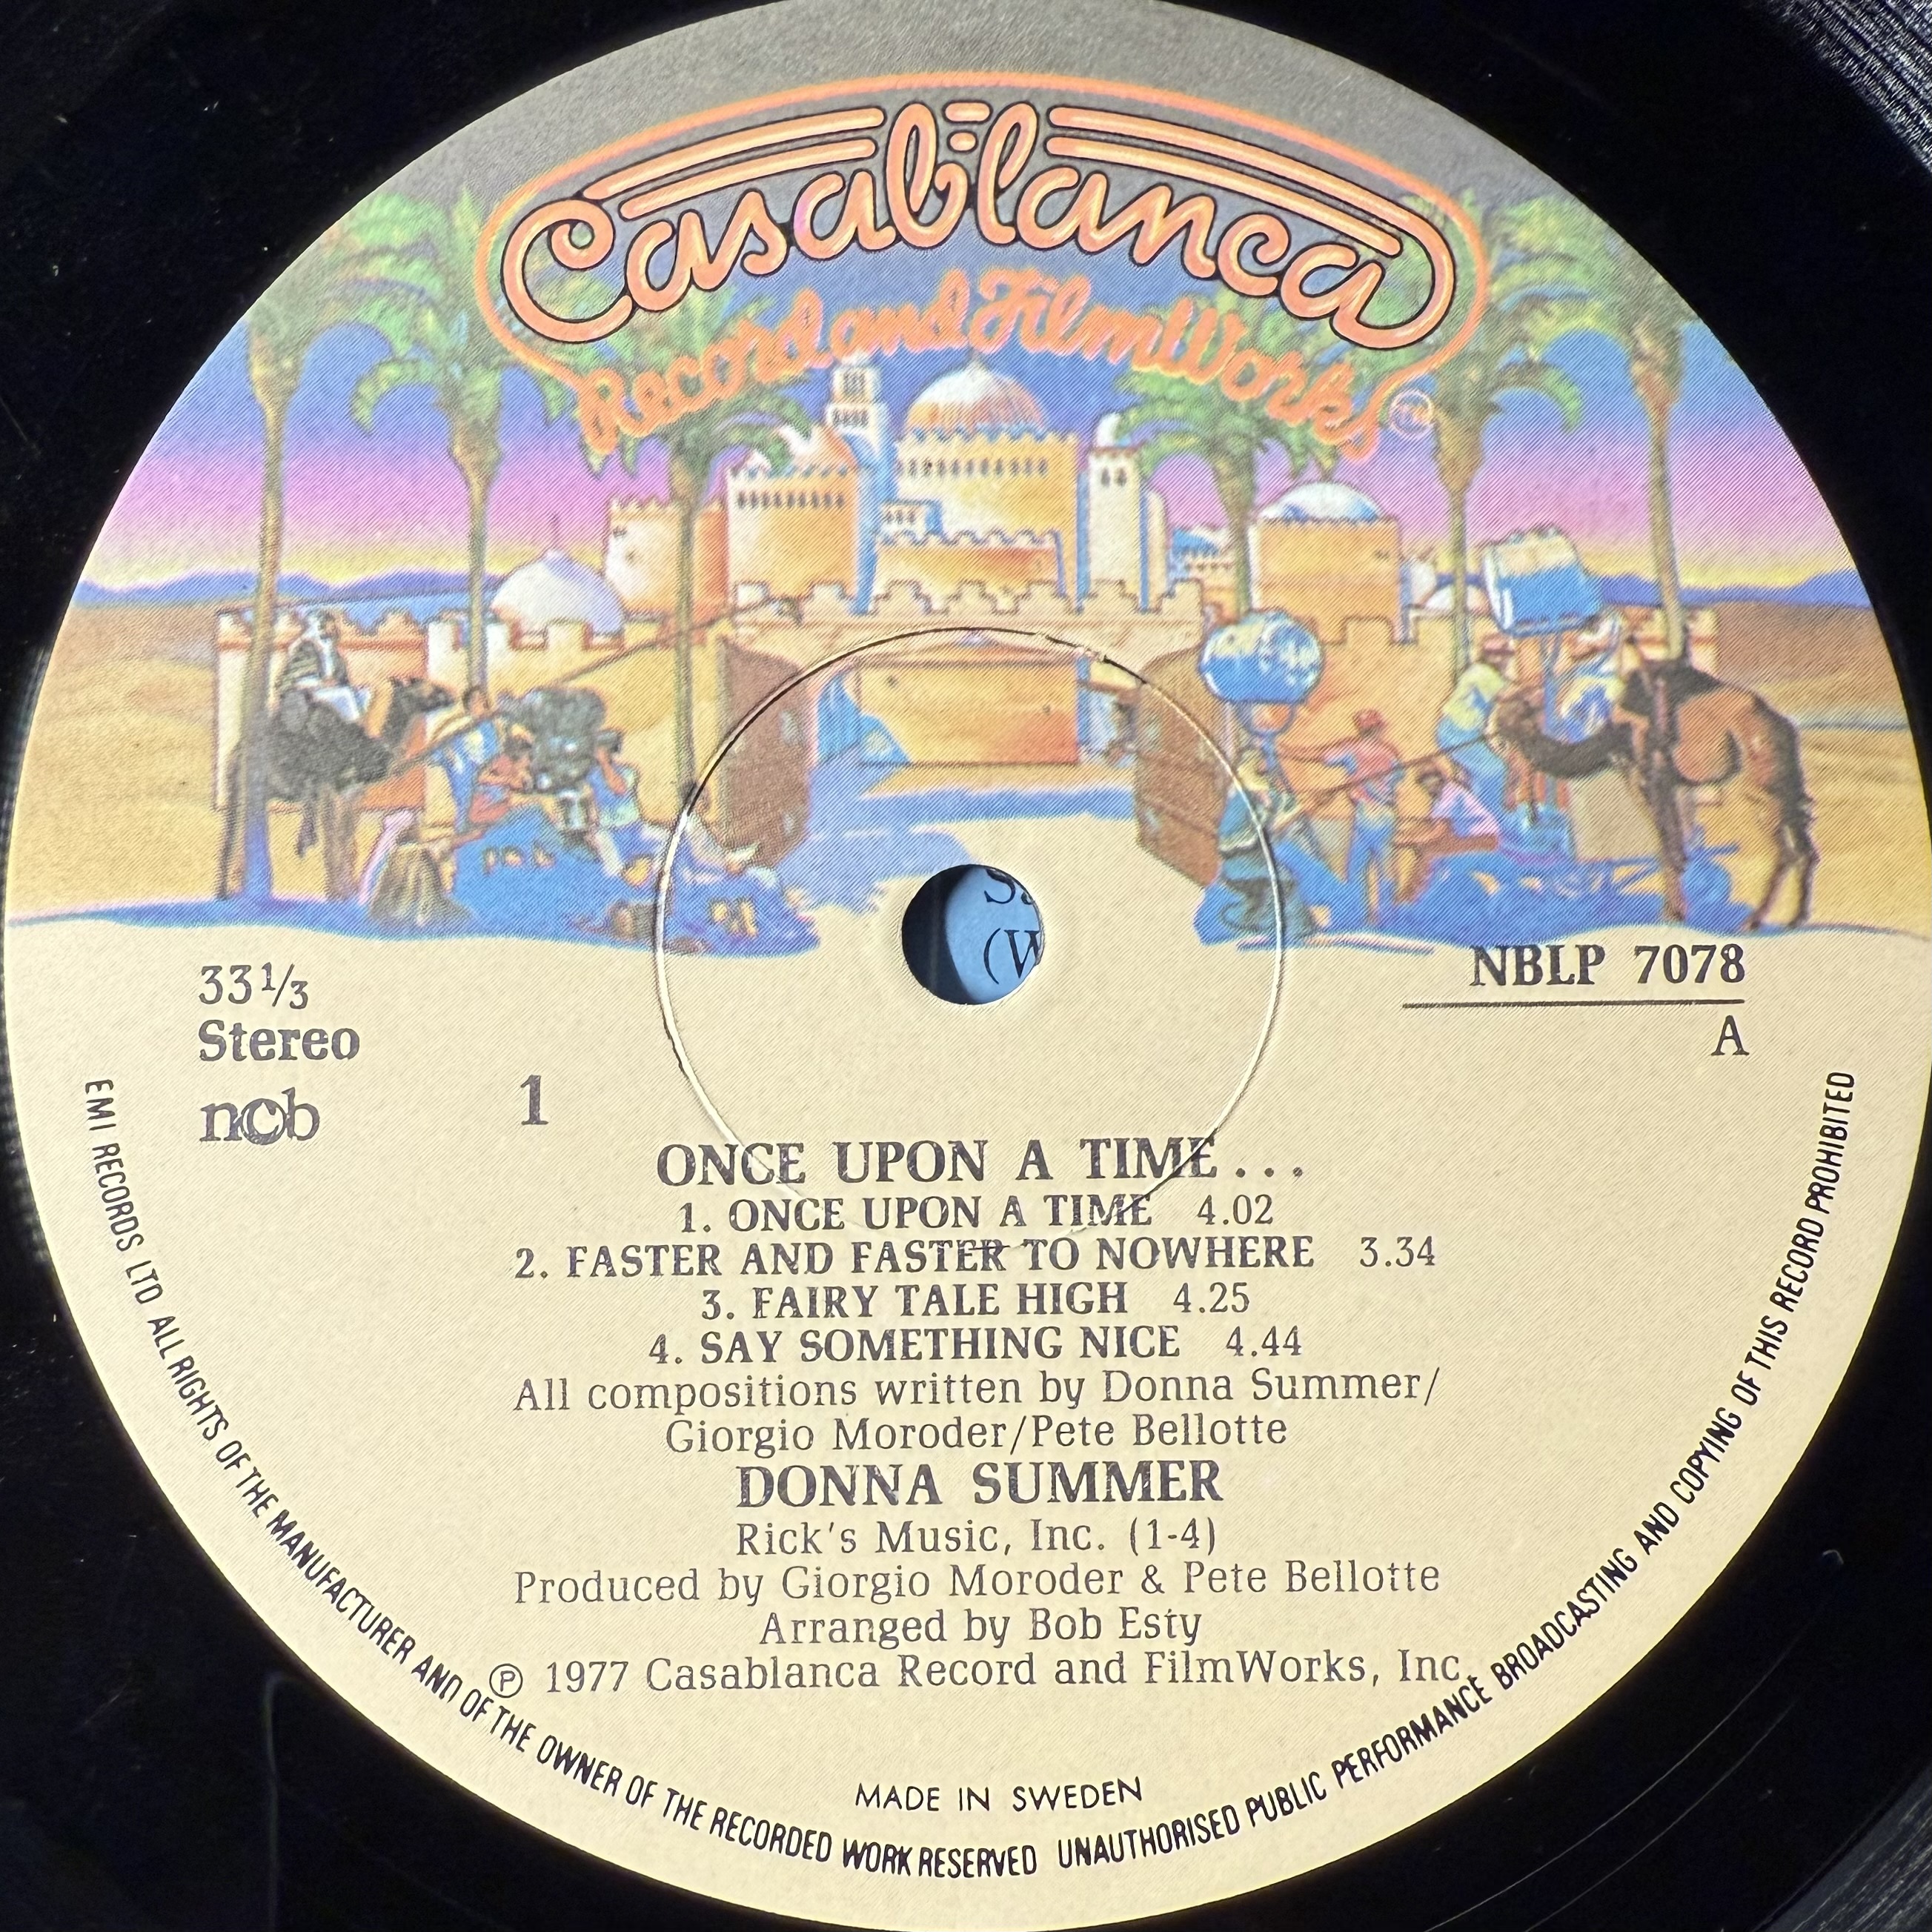 Casablanca
Record and FilmWorks
TM
33⅓
Stereo
ncb
NBLP 7078
A
1
ONCE UPON A TIME...
1. ONCE UPON A TIME 4.02
2. FASTER AND FASTER TO NOWHERE 3.34
3. FAIRY TALE HIGH 4.25
4. SAY SOMETHING NICE 4.44
All compositions written by Donna Summer/
Giorgio Moroder/Pete Bellotte
DONNA SUMMER
Rick's Music, Inc. (1-4)
Produced by Giorgio Moroder & Pete Bellotte
Arranged by Bob Esty
Ⓟ 1977 Casablanca Record and FilmWorks, Inc.
MADE IN SWEDEN
EMI RECORDS LTD ALL RIGHTS OF THE MANUFACTURER AND OF THE OWNER OF THE RECORDED WORK RESERVED UNAUTHORISED PUBLIC PERFORMANCE BROADCASTING AND COPYING OF THIS RECORD PROHIBITED